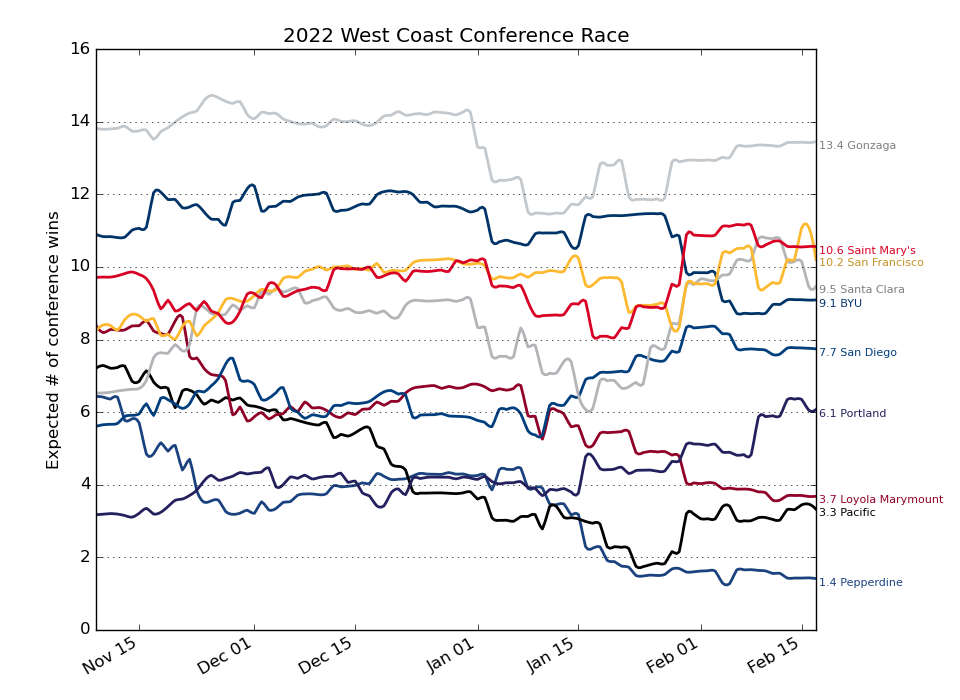 2022 West Coast Conference Race
Expected # of conference wins
16
14
12
10
8
6
4
2
0
Nov 15
Dec 01
Dec 15
Jan 01
Jan 15
Feb 01
Feb 15
13.4 Gonzaga
10.6 Saint Mary's
10.2 San Francisco
9.5 Santa Clara
9.1 BYU
7.7 San Diego
6.1 Portland
3.7 Loyola Marymount
3.3 Pacific
1.4 Pepperdine